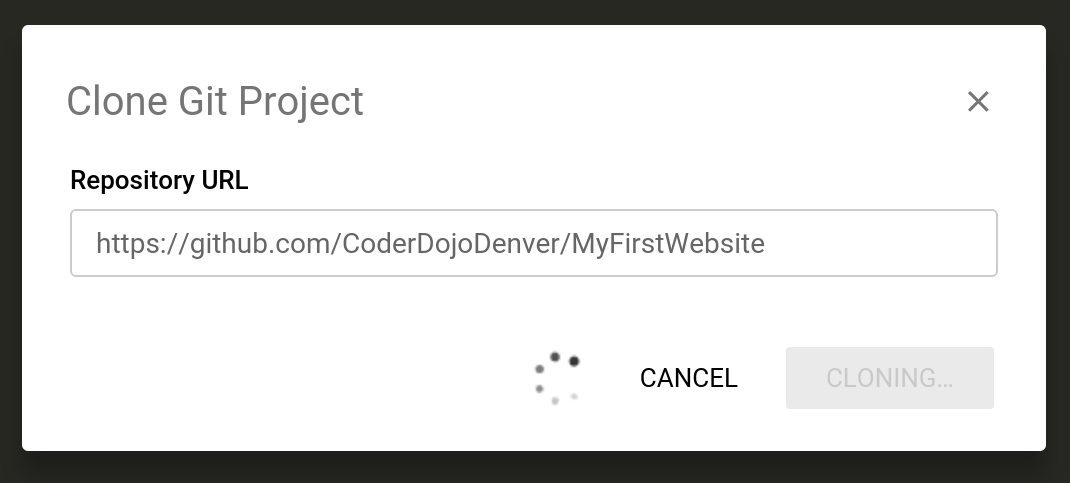 Clone Git Project
Repository URL
https://github.com/CoderDojoDenver/MyFirstWebsite
CANCEL
CLONING...